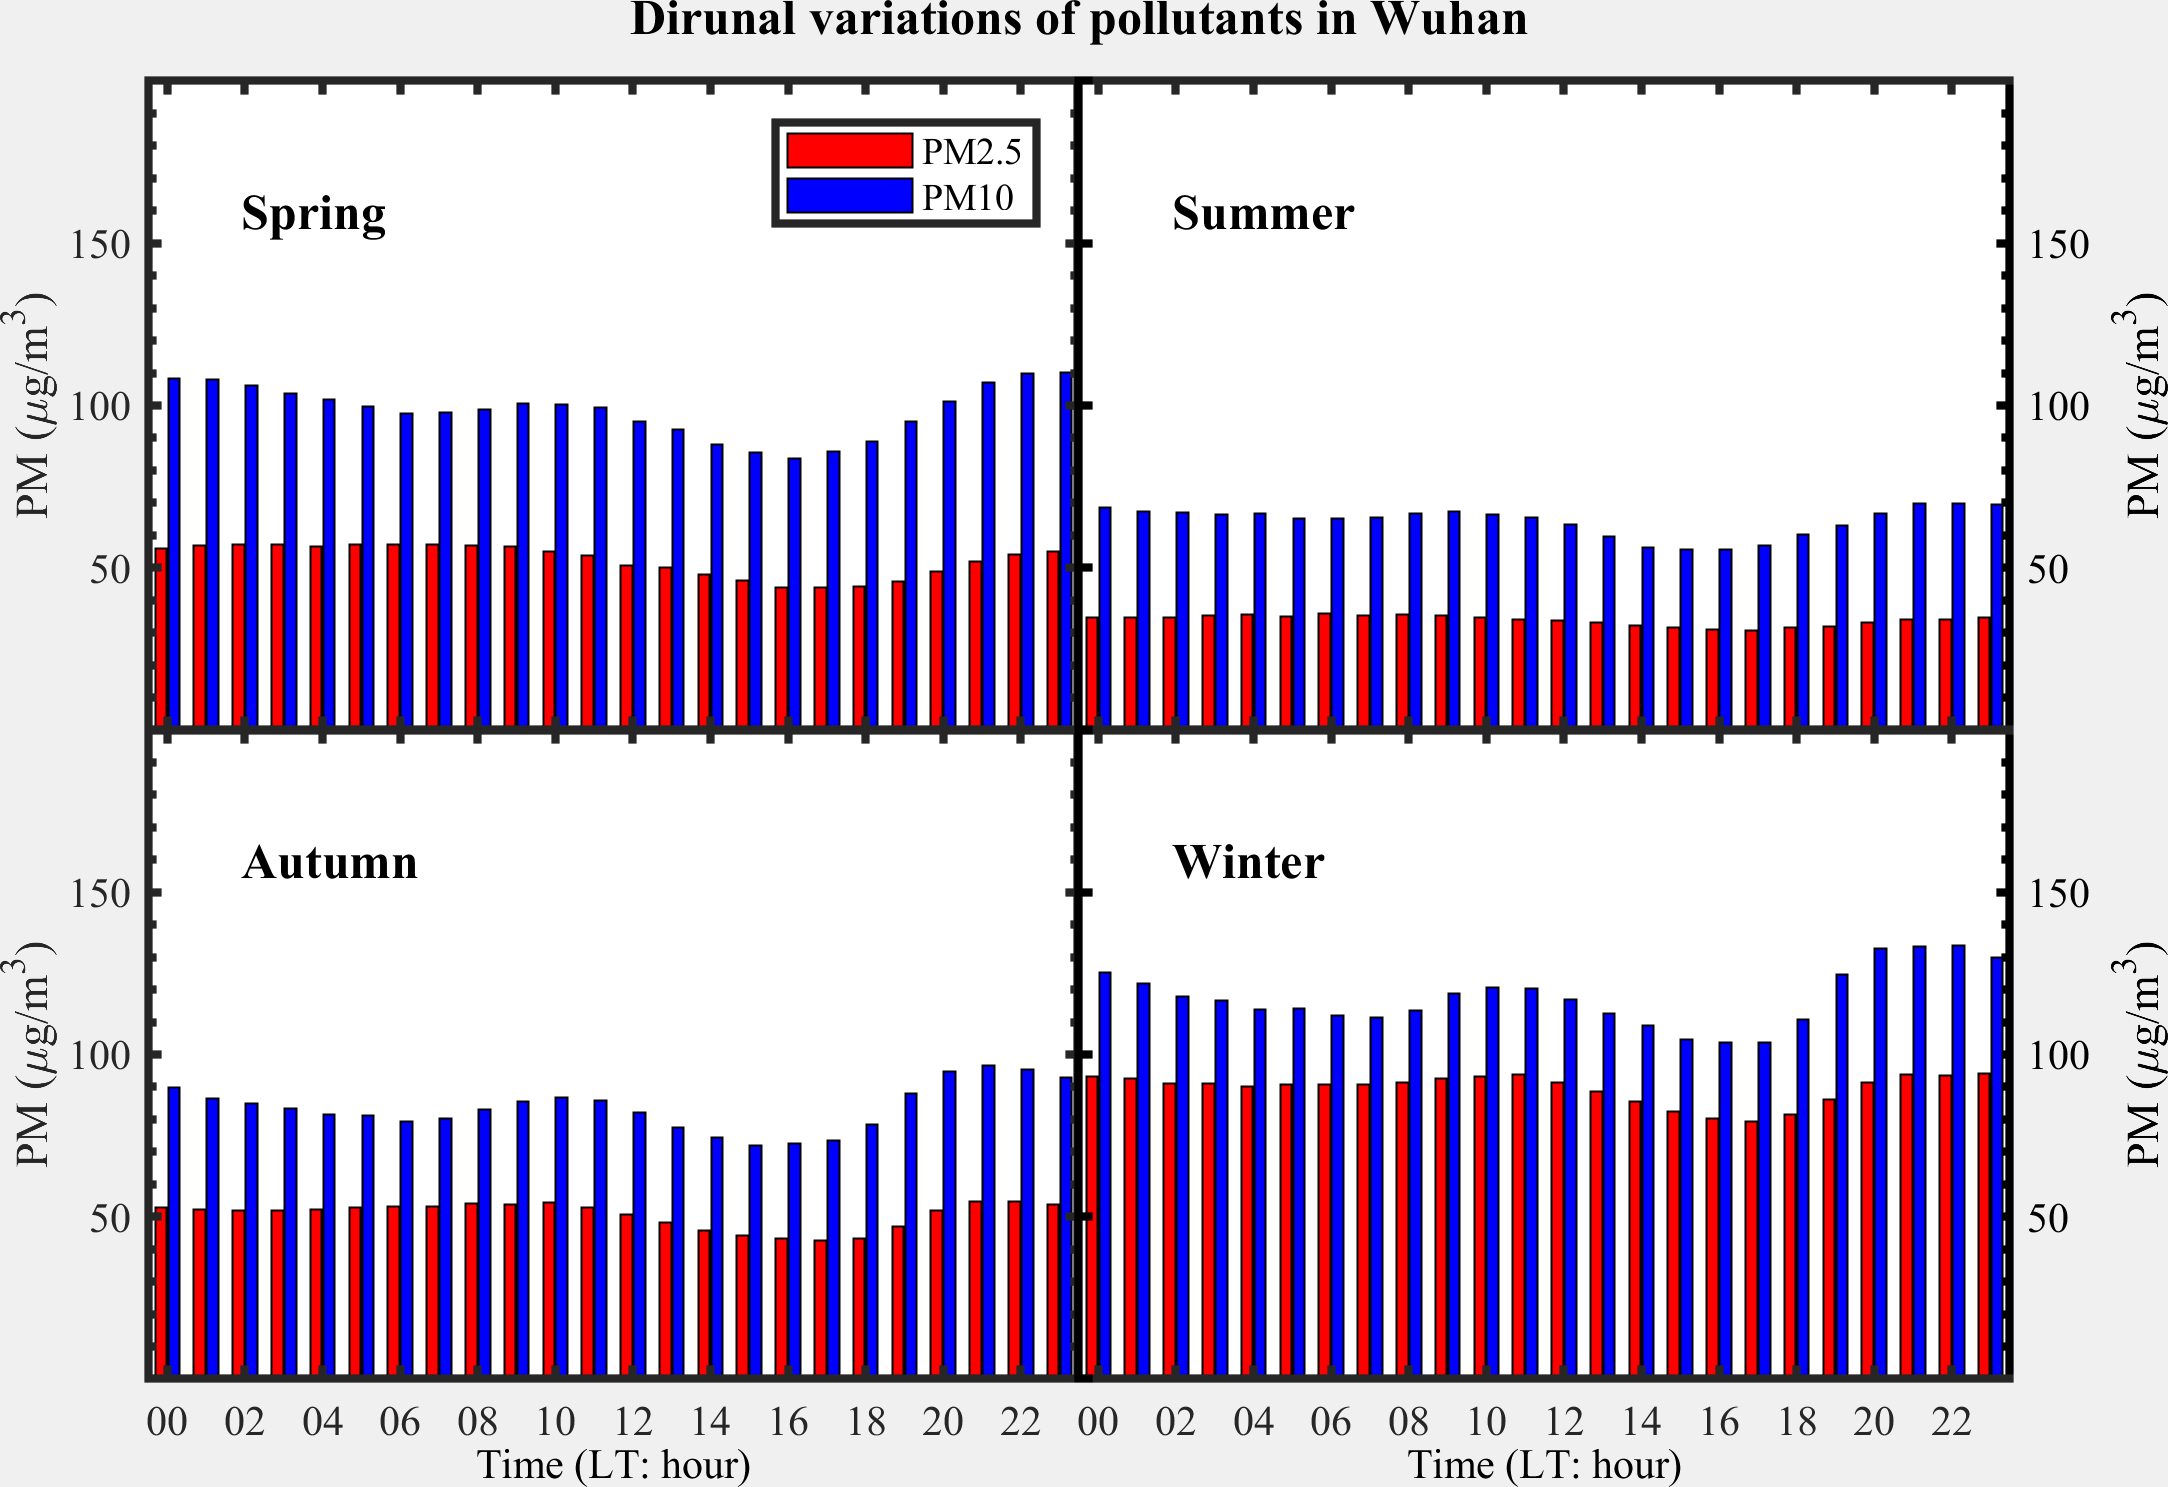 Dirunal variations of pollutants in Wuhan
PM2.5
PM10
Spring
Summer
150
100
50
PM (μg/m³)
150
100
50
PM (μg/m³)
Autumn
Winter
150
100
50
PM (μg/m³)
150
100
50
PM (μg/m³)
00 02 04 06 08 10 12 14 16 18 20 22
00 02 04 06 08 10 12 14 16 18 20 22
Time (LT: hour)
Time (LT: hour)